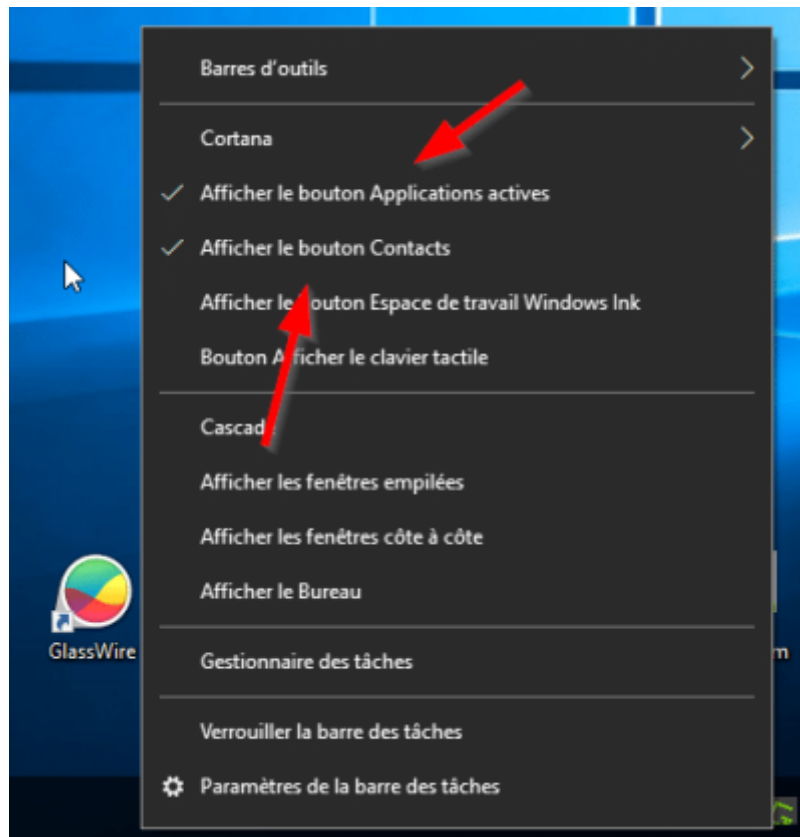 Barres d'outils
Cortana
Afficher le bouton Applications actives
Afficher le bouton Contacts
Afficher le bouton Espace de travail Windows Ink
Bouton Afficher le clavier tactile
Cascade
Afficher les fenêtres empilées
Afficher les fenêtres côte à côte
Afficher le Bureau
GlassWire
Gestionnaire des tâches
Verrouiller la barre des tâches
Paramètres de la barre des tâches